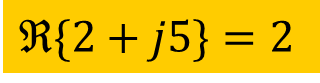 ℜ{2 + j5} = 2